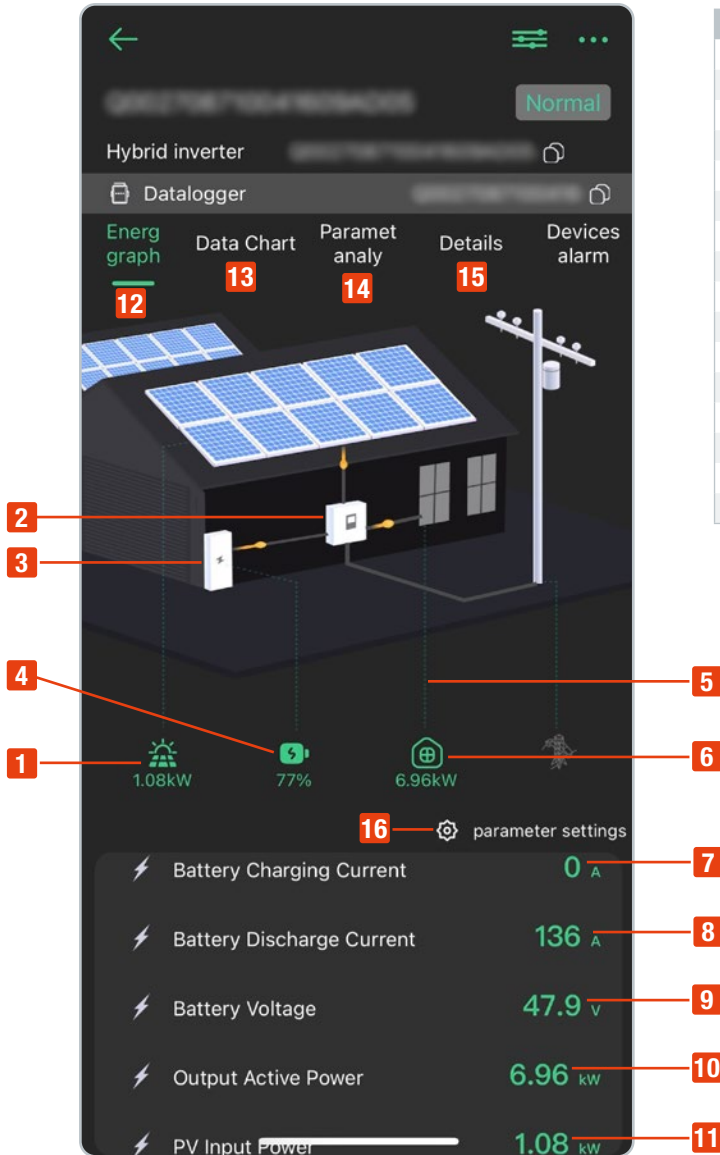 Normal
Hybrid inverter
Datalogger
Energ graph
Data Chart
Paramet analy
Details
Devices alarm
12
13
14
15
2
3
4
5
1
6
1.08kW
77%
6.96kW
16
parameter settings
Battery Charging Current 0 A
7
Battery Discharge Current 136 A
8
Battery Voltage 47.9 V
9
Output Active Power 6.96 kW
10
PV Input Power 1.08 kW
11